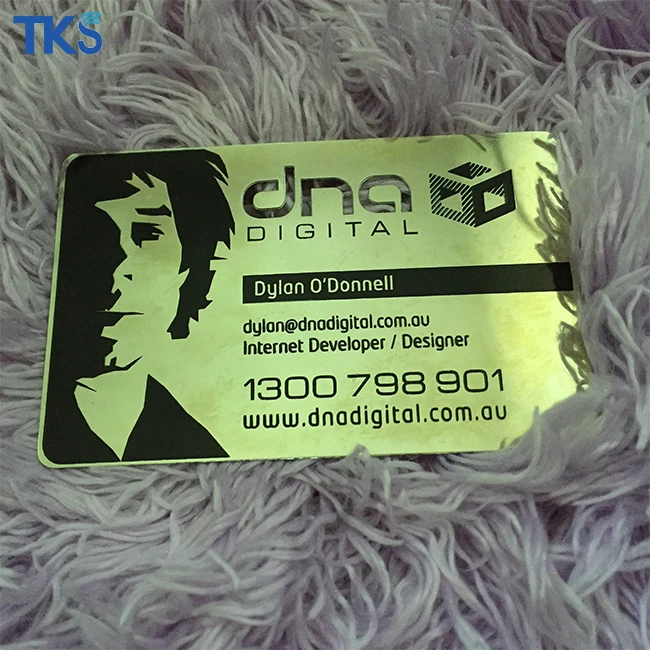 TKS
dna
DIGITAL
Dylan O'Donnell
dylan@dnadigital.com.au
Internet Developer / Designer
1300 798 901
www.dnadigital.com.au